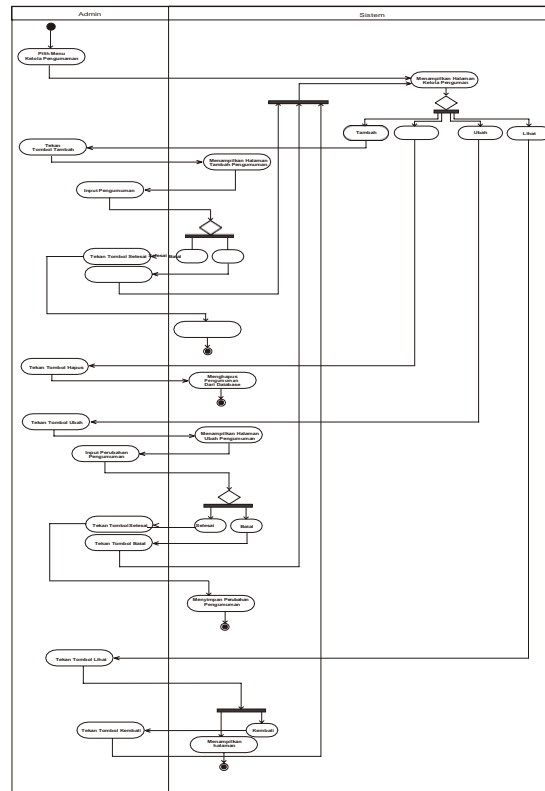 Admin
Sistem
Pilih Menu
Kelola Pengumuman
Menampilkan Halaman
Kelola Penguman
Tambah
Ubah
Lihat
Tekan
Tombol Tambah
Menampilkan Halaman
Tambah Pengumuman
Input Pengumuman
Tekan Tombol Selesai
Selesai
Batal
Tekan Tombol Hapus
Menghapus
Pengumuman
Dari Database
Tekan Tombol Ubah
Menampilkan Halaman
Ubah Pengumuman
Input Perubahan
Pengumuman
Tekan Tombol Selesai
Selesai
Batal
Tekan Tombol Batal
Menyimpan Perubahan
Pengumuman
Tekan Tombol Lihat
Tekan Tombol Kembali
Kembali
Menampilkan
halaman